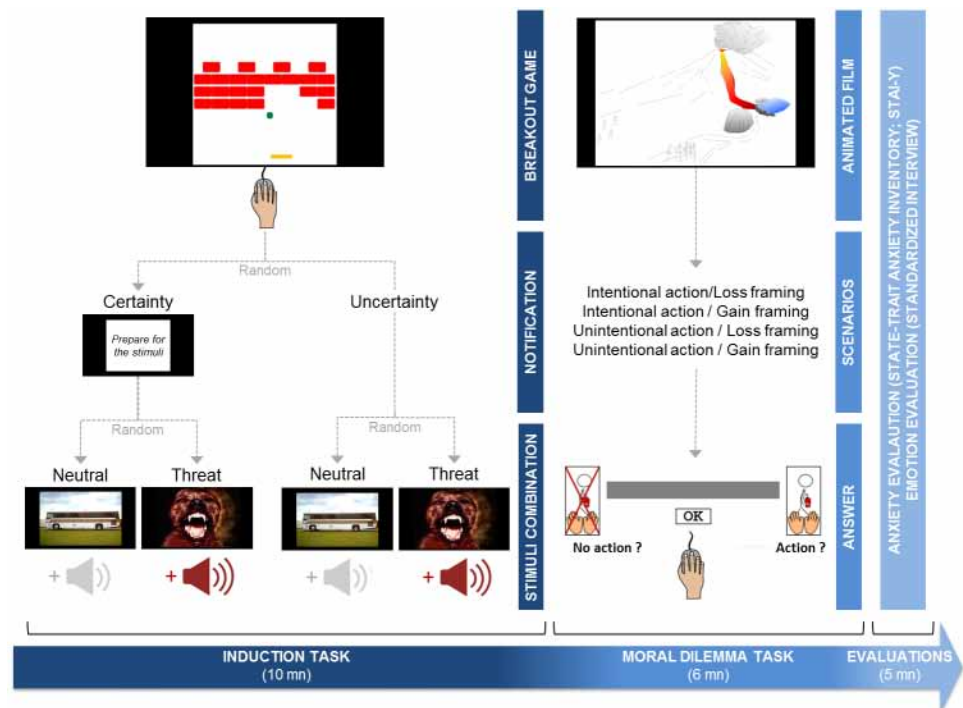 BREAKOUT GAME
ANIMATED FILM
ANXIETY EVALAUTION (STATE-TRAIT ANXIETY INVENTORY; STAI-Y)
EMOTION EVALUATION (STANDARDIZED INTERVIEW)
Random
Certainty
Uncertainty
Prepare for
the stimuli
NOTIFICATION
Intentional action/Loss framing
Intentional action / Gain framing
Unintentional action / Loss framing
Unintentional action / Gain framing
SCENARIOS
Random
Random
Neutral
Threat
Neutral
Threat
+
+
+
+
STIMULI COMBINATION
OK
No action ?
Action ?
ANSWER
INDUCTION TASK
(10 mn)
MORAL DILEMMA TASK
(6 mn)
EVALUATIONS
(5 mn)